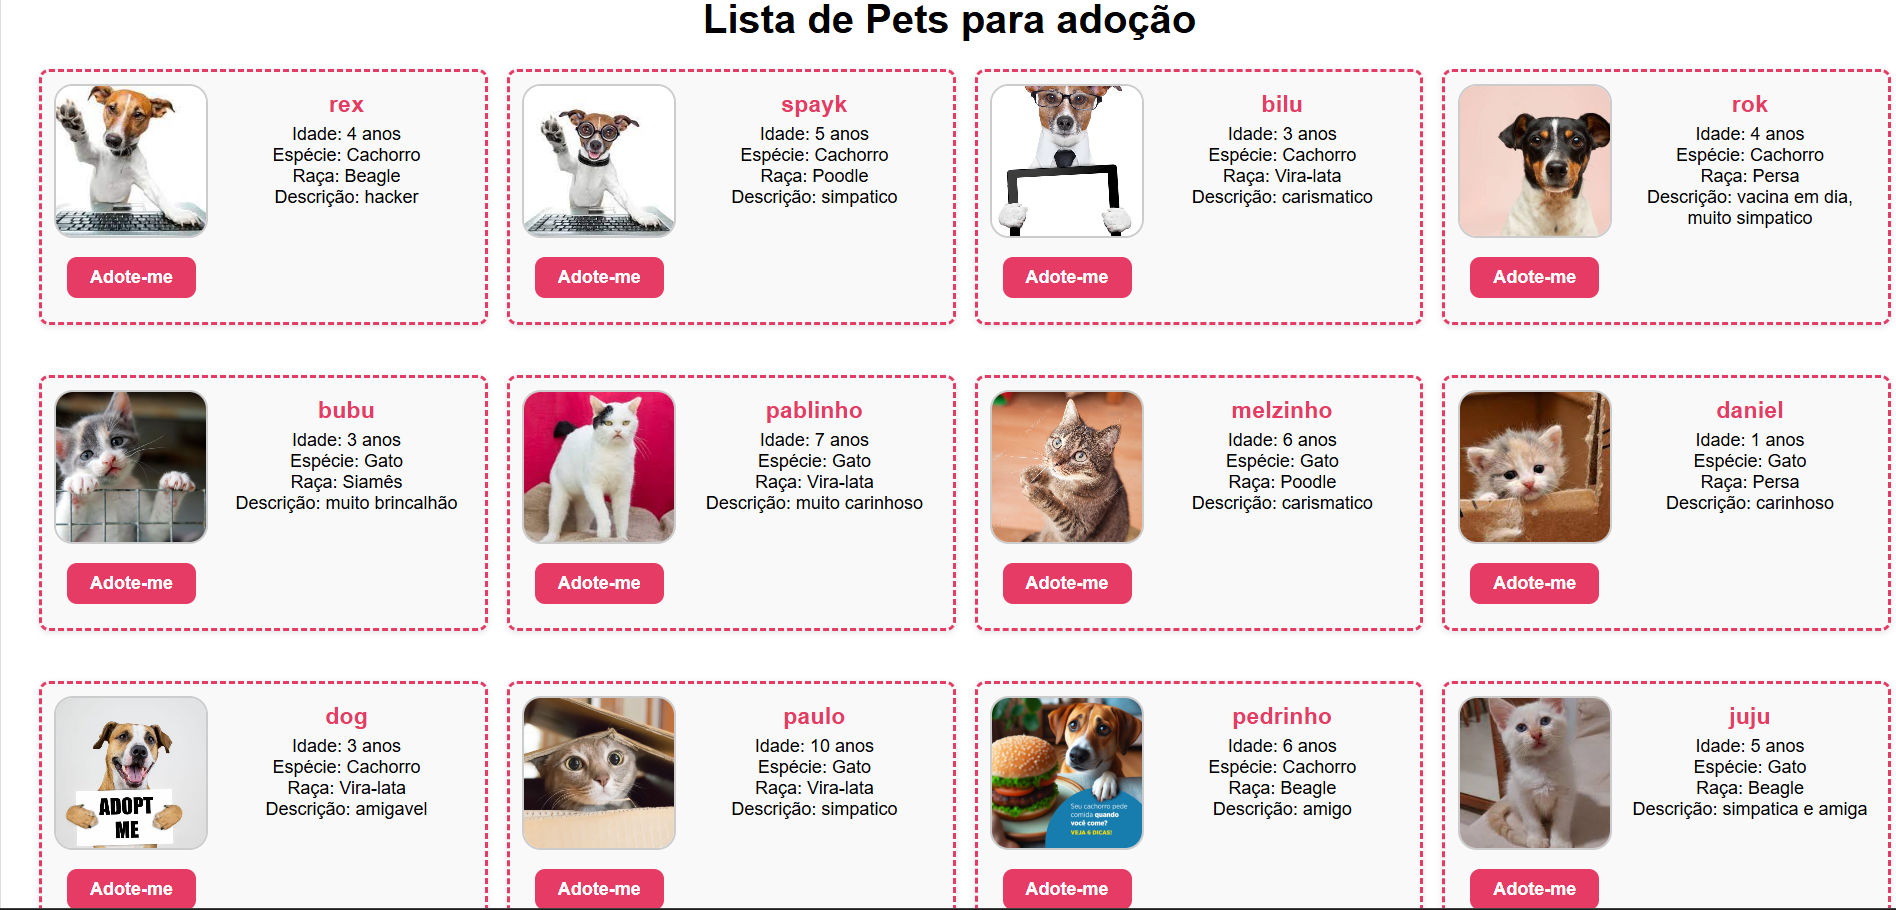 Lista de Pets para adoção
rex
Idade: 4 anos
Espécie: Cachorro
Raça: Beagle
Descrição: hacker
Adote-me
spayk
Idade: 5 anos
Espécie: Cachorro
Raça: Poodle
Descrição: simpatico
Adote-me
bilu
Idade: 3 anos
Espécie: Cachorro
Raça: Vira-lata
Descrição: carismatico
Adote-me
rok
Idade: 4 anos
Espécie: Cachorro
Raça: Persa
Descrição: vacina em dia,
muito simpatico
Adote-me
bubu
Idade: 3 anos
Espécie: Gato
Raça: Siamês
Descrição: muito brincalhão
Adote-me
pablinho
Idade: 7 anos
Espécie: Gato
Raça: Vira-lata
Descrição: muito carinhoso
Adote-me
melzinho
Idade: 6 anos
Espécie: Gato
Raça: Poodle
Descrição: carismatico
Adote-me
daniel
Idade: 1 anos
Espécie: Gato
Raça: Persa
Descrição: carinhoso
Adote-me
dog
Idade: 3 anos
Espécie: Cachorro
Raça: Vira-lata
Descrição: amigavel
ADOPT
ME
Adote-me
paulo
Idade: 10 anos
Espécie: Gato
Raça: Vira-lata
Descrição: simpatico
Adote-me
pedrinho
Idade: 6 anos
Espécie: Cachorro
Raça: Beagle
Descrição: amigo
Seu cachorro pede
comida quando
você come?
VEJA 6 DICAS!
Adote-me
juju
Idade: 5 anos
Espécie: Gato
Raça: Beagle
Descrição: simpatica e amiga
Adote-me